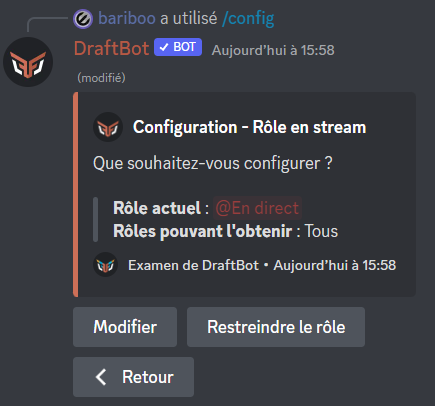 bariboo a utilisé /config
DraftBot ✓ BOT Aujourd'hui à 15:58
(modifié)
Configuration - Rôle en stream
Que souhaitez-vous configurer ?
Rôle actuel : @En direct
Rôles pouvant l'obtenir : Tous
Examen de DraftBot • Aujourd'hui à 15:58
Modifier Restreindre le rôle
Retour